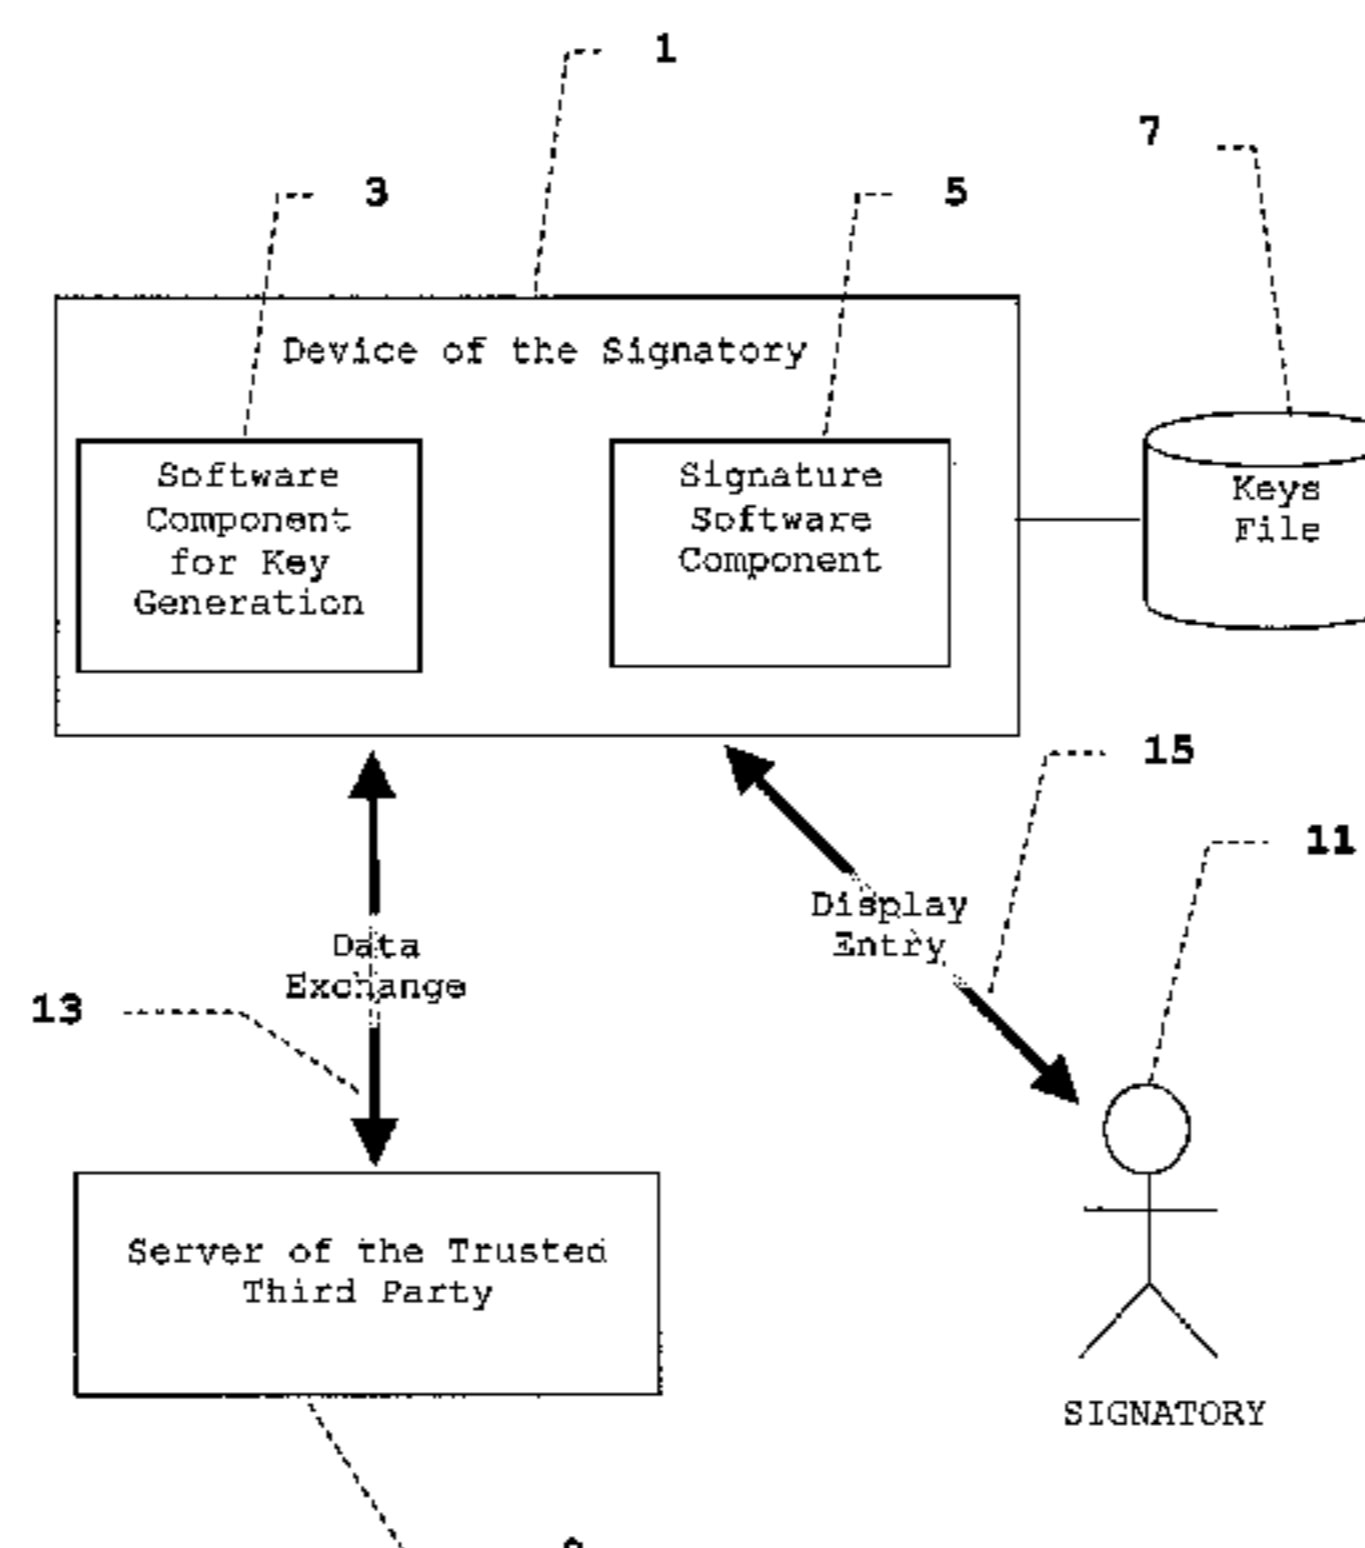 1
7
3
5
Device of the Signatory
Software
Component
for Key
Generation
Signature
Software
Component
Keys
File
15
11
Display
Entry
Data
Exchange
13
Server of the Trusted
Third Party
SIGNATORY